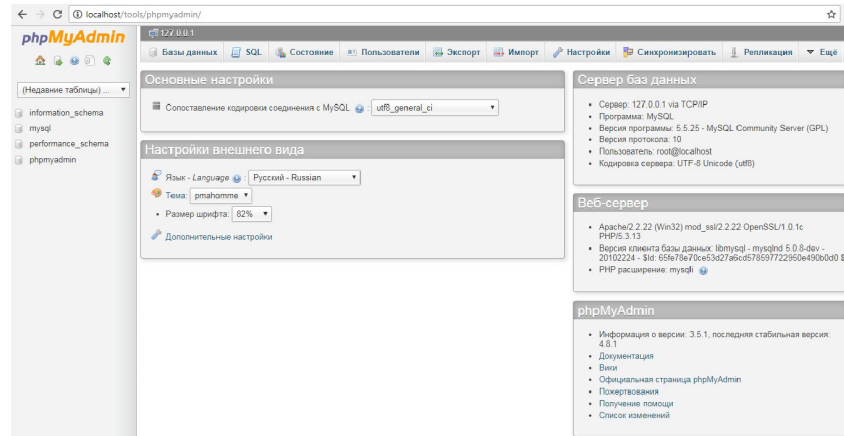 localhost/tools/phpmyadmin/
phpMyAdmin
(Недавние таблицы) ...
information_schema
mysql
performance_schema
phpmyadmin
127.0.0.1
Базы данных SQL Состояние Пользователи Экспорт Импорт Настройки Синхронизировать Репликация Ещё
Основные настройки
Сопоставление кодировки соединения с MySQL : utf8_general_ci
Настройки внешнего вида
Язык - Language : Русский - Russian
Тема: pmahomme
Размер шрифта: 82%
Дополнительные настройки
Сервер баз данных
Сервер: 127.0.0.1 via TCP/IP
Программа: MySQL
Версия программы: 5.5.25 - MySQL Community Server (GPL)
Версия протокола: 10
Пользователь: root@localhost
Кодировка сервера: UTF-8 Unicode (utf8)
Веб-сервер
Apache/2.2.22 (Win32) mod_ssl/2.2.22 OpenSSL/1.0.1c
PHP/5.3.13
Версия клиента базы данных: libmysql - mysqlnd 5.0.8-dev -
20102224 - $Id: 65fe78e70ce53d27a6cd578597722950e490b0d0 $
PHP расширение: mysqli
phpMyAdmin
Информация о версии: 3.5.1, последняя стабильная версия:
4.8.1
Документация
Вики
Официальная страница phpMyAdmin
Пожертвования
Получение помощи
Список изменений